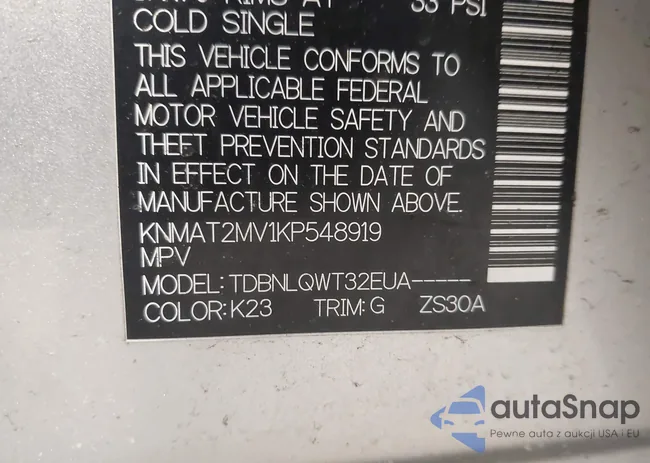 33 PSI
COLD SINGLE
THIS VEHICLE CONFORMS TO
ALL APPLICABLE FEDERAL
MOTOR VEHICLE SAFETY AND
THEFT PREVENTION STANDARDS
IN EFFECT ON THE DATE OF
MANUFACTURE SHOWN ABOVE.
KNMAT2MV1KP548919
MPV
MODEL: TDBNLQWT32EUA-----
COLOR:K23 TRIM:G ZS30A
autaSnap
Pewne auta z aukcji USA i EU